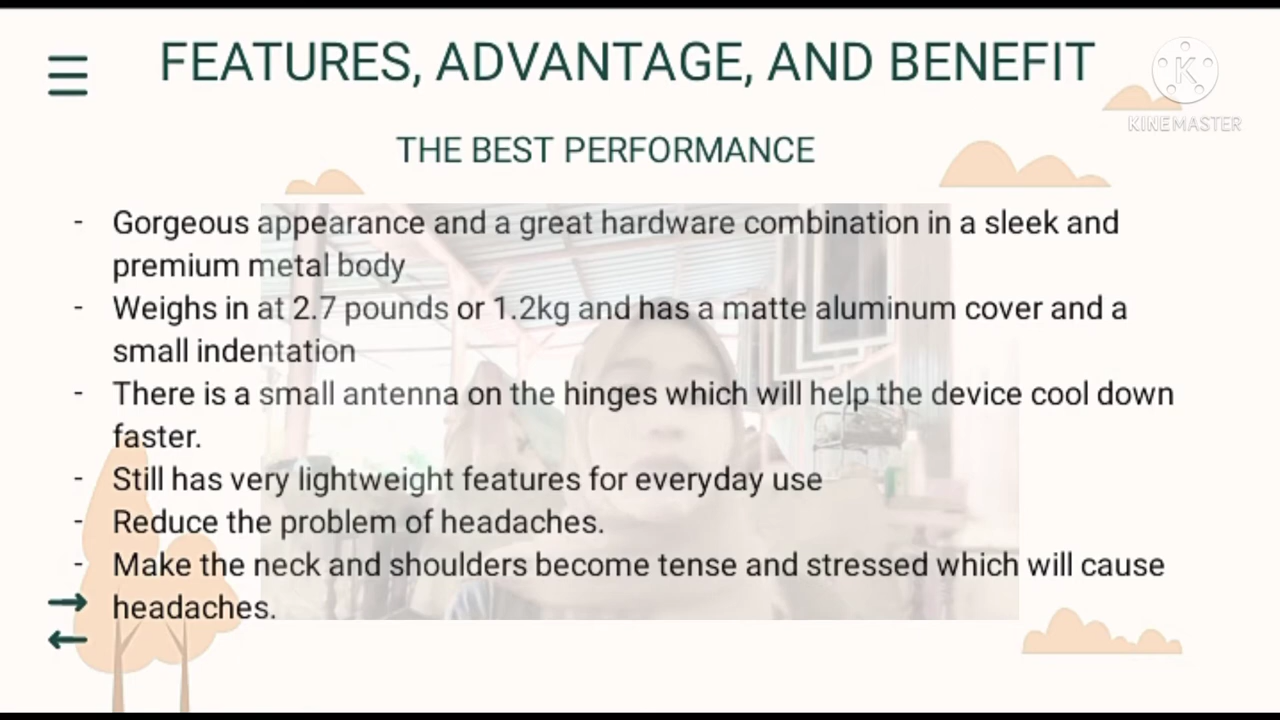 FEATURES, ADVANTAGE, AND BENEFIT
KINEMASTER
THE BEST PERFORMANCE
- Gorgeous appearance and a great hardware combination in a sleek and
premium metal body
- Weighs in at 2.7 pounds or 1.2kg and has a matte aluminum cover and a
small indentation
- There is a small antenna on the hinges which will help the device cool down
faster.
- Still has very lightweight features for everyday use
- Reduce the problem of headaches.
- Make the neck and shoulders become tense and stressed which will cause
headaches.